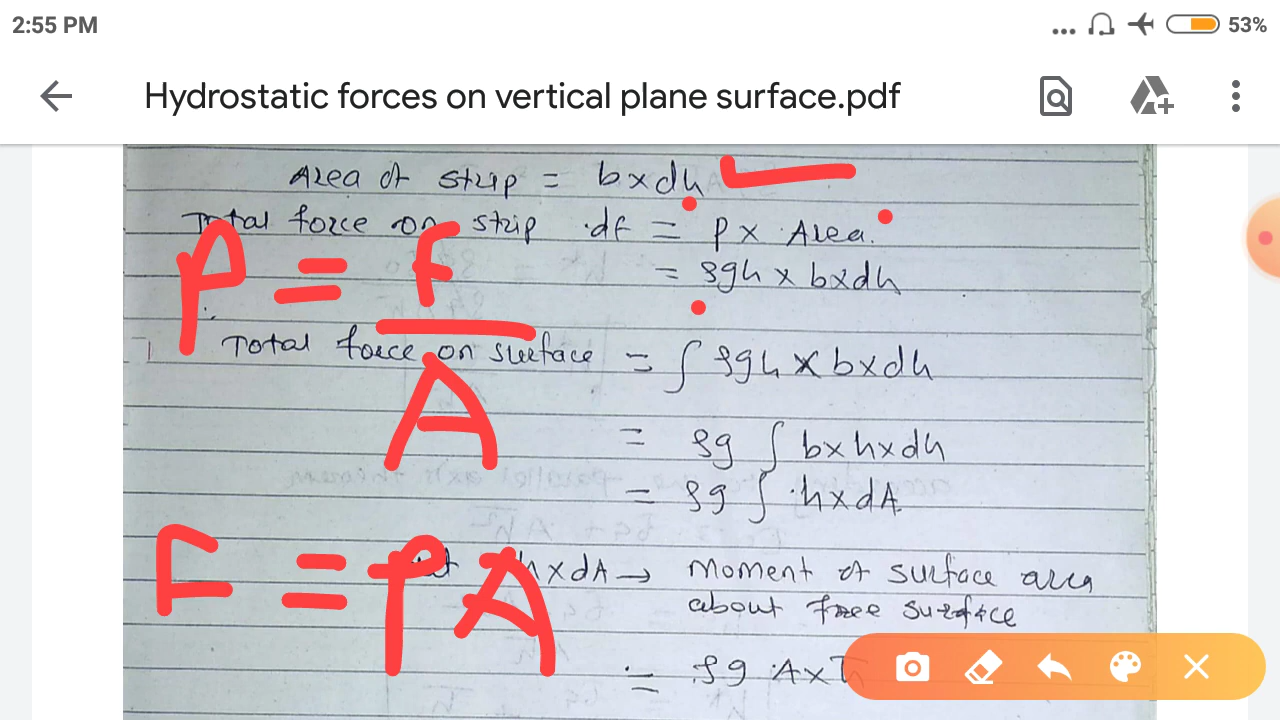 2:55 PM
53%
Hydrostatic forces on vertical plane surface.pdf
Area of strip = b×dh
Total force on strip df = p× Area.
= ρgh × b×dh
P = F/A
Total force on surface = ∫ ρgh × b×dh
= ρg ∫ b×h×dh
= ρg ∫ h×dA
F = PA
h×dA → Moment of surface area
about free surface
= ρg A×